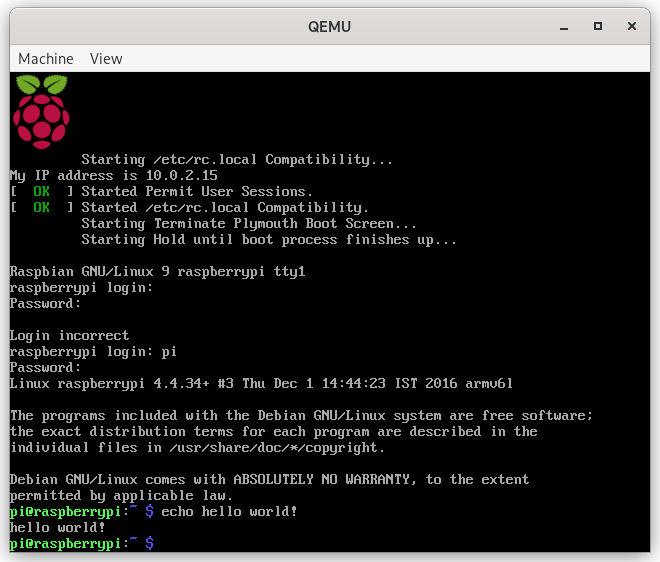 QEMU
Machine View
Starting /etc/rc.local Compatibility...
My IP address is 10.0.2.15
[  OK  ] Started Permit User Sessions.
[  OK  ] Started /etc/rc.local Compatibility.
Starting Terminate Plymouth Boot Screen...
Starting Hold until boot process finishes up...
Raspbian GNU/Linux 9 raspberrypi tty1
raspberrypi login:
Password:
Login incorrect
raspberrypi login: pi
Password:
Linux raspberrypi 4.4.34+ #3 Thu Dec 1 14:44:23 IST 2016 armv6l
The programs included with the Debian GNU/Linux system are free software;
the exact distribution terms for each program are described in the
individual files in /usr/share/doc/*/copyright.
Debian GNU/Linux comes with ABSOLUTELY NO WARRANTY, to the extent
permitted by applicable law.
pi@raspberrypi:~ $ echo hello world!
hello world!
pi@raspberrypi:~ $